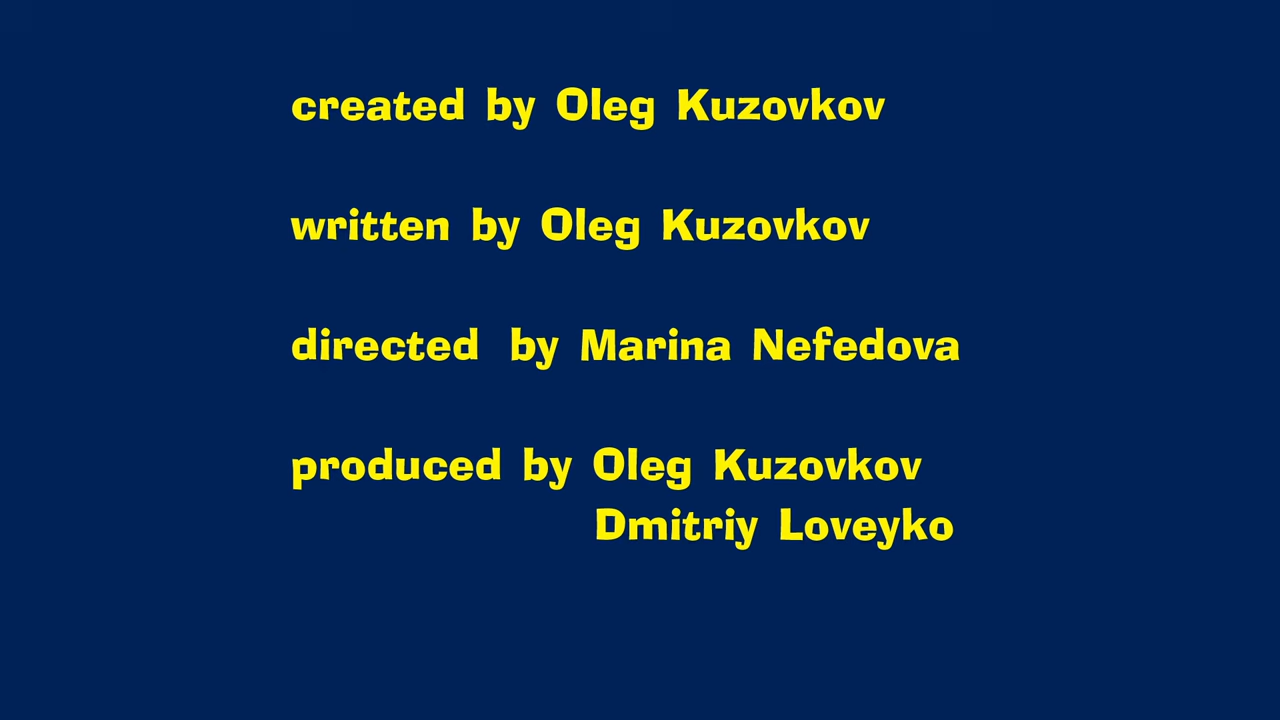 created by Oleg Kuzovkov
written by Oleg Kuzovkov
directed by Marina Nefedova
produced by Oleg Kuzovkov
Dmitriy Loveyko